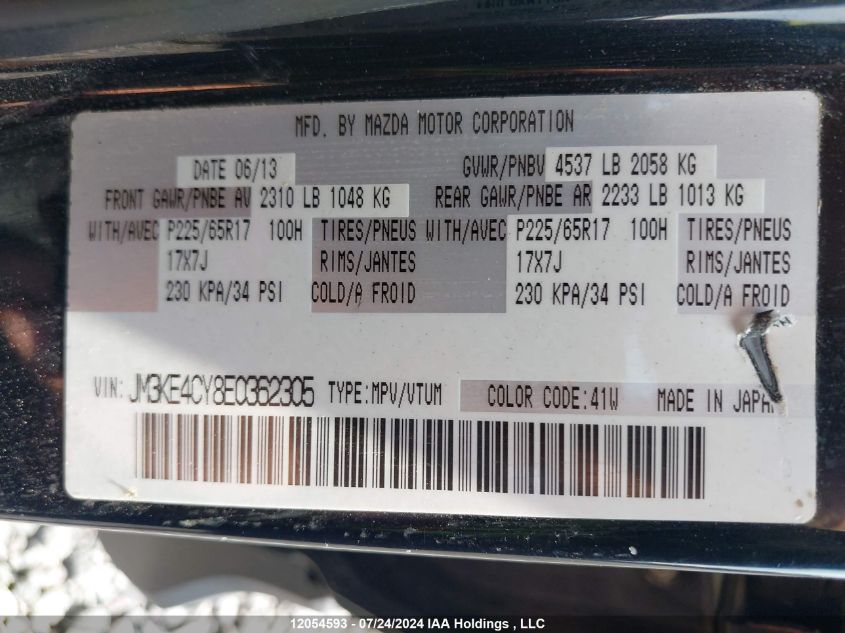 MFD. BY MAZDA MOTOR CORPORATION
DATE 06/13 GVWR/PNBV 4537 LB 2058 KG
FRONT GAWR/PNBE AV 2310 LB 1048 KG REAR GAWR/PNBE AR 2233 LB 1013 KG
WITH/AVEC P225/65R17 100H TIRES/PNEUS WITH/AVEC P225/65R17 100H TIRES/PNEUS
17X7J RIMS/JANTES 17X7J RIMS/JANTES
230 KPA/34 PSI COLD/A FROID 230 KPA/34 PSI COLD/A FROID
VIN: JM3KE4CY8E0362305 TYPE:MPV/VTUM COLOR CODE:41W MADE IN JAPAN
12054593 - 07/24/2024 IAA Holdings , LLC